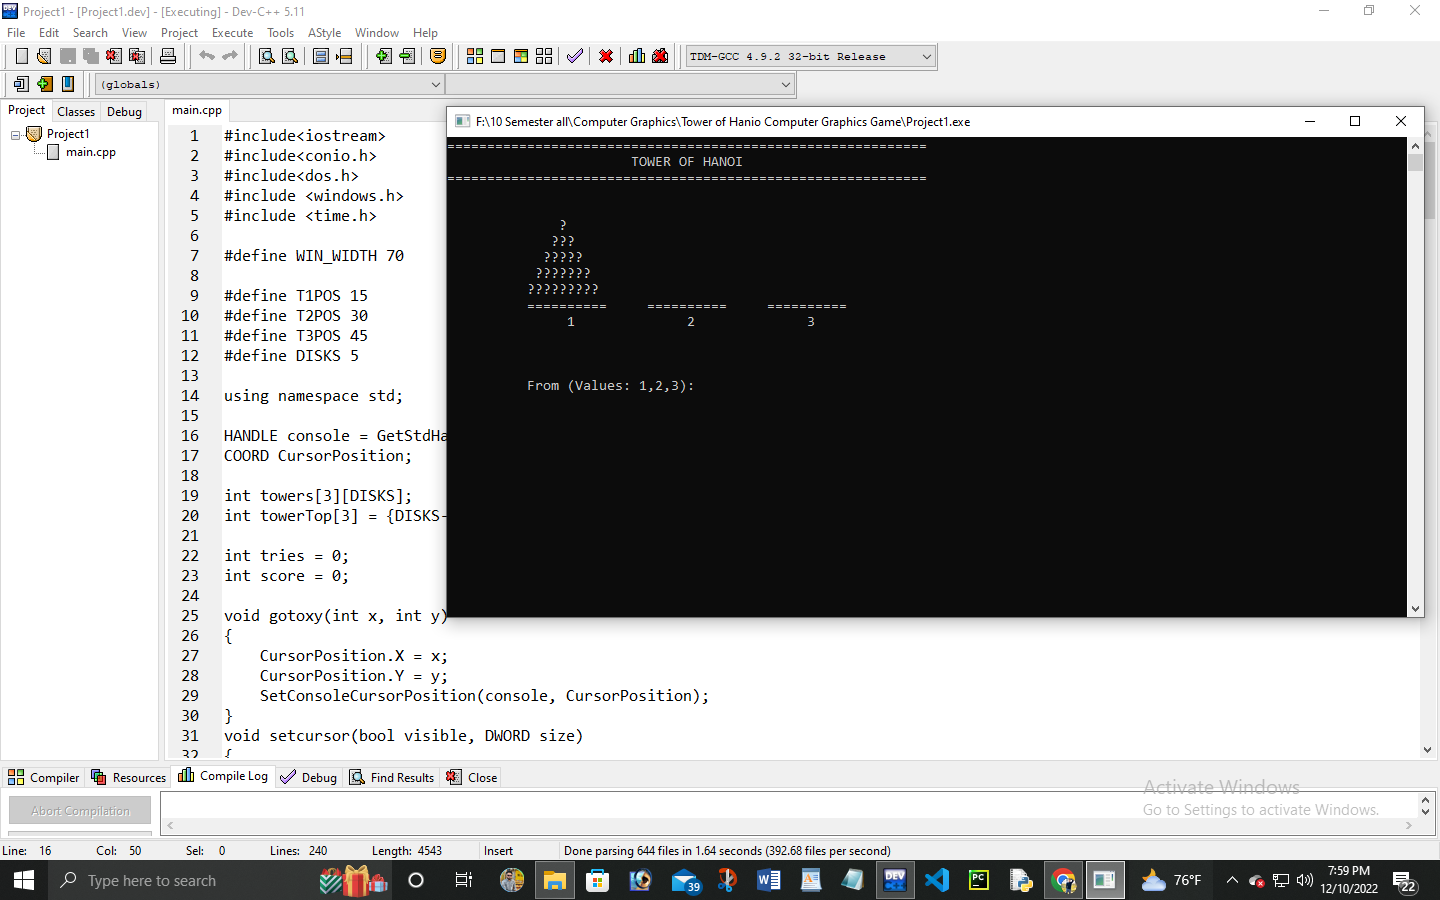 Project1 - [Project1.dev] - [Executing] - Dev-C++ 5.11
File Edit Search View Project Execute Tools AStyle Window Help
TDM-GCC 4.9.2 32-bit Release
(globals)
Project Classes Debug
main.cpp
Project1
main.cpp
1 #include<iostream>
2 #include<conio.h>
3 #include<dos.h>
4 #include <windows.h>
5 #include <time.h>
6
7 #define WIN_WIDTH 70
8
9 #define T1POS 15
10 #define T2POS 30
11 #define T3POS 45
12 #define DISKS 5
13
14 using namespace std;
15
16 HANDLE console = GetStdHa
17 COORD CursorPosition;
18
19 int towers[3][DISKS];
20 int towerTop[3] = {DISKS-
21
22 int tries = 0;
23 int score = 0;
24
25 void gotoxy(int x, int y)
26 {
27 CursorPosition.X = x;
28 CursorPosition.Y = y;
29 SetConsoleCursorPosition(console, CursorPosition);
30 }
31 void setcursor(bool visible, DWORD size)
32 {
F:\10 Semester all\Computer Graphics\Tower of Hanio Computer Graphics Game\Project1.exe
============================================================
TOWER OF HANOI
============================================================
?
???
?????
???????
?????????
========== ========== ==========
1 2 3
From (Values: 1,2,3):
Compiler Resources Compile Log Debug Find Results Close
Abort Compilation
Activate Windows
Go to Settings to activate Windows.
Line: 16 Col: 50 Sel: 0 Lines: 240 Length: 4543 Insert Done parsing 644 files in 1.64 seconds (392.68 files per second)
Type here to search
39
DEV
PC
76°F
7:59 PM
12/10/2022
22